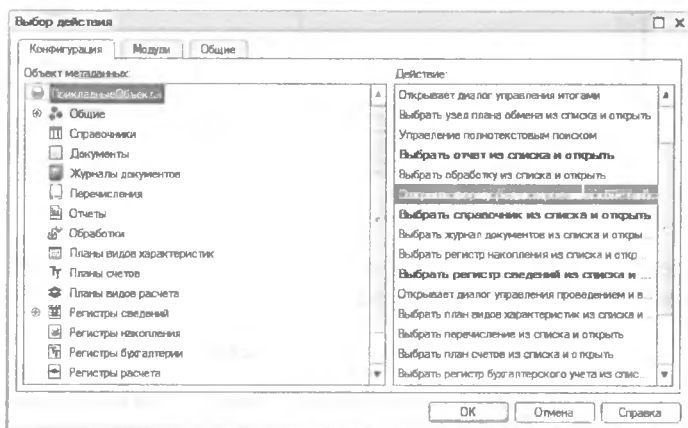 Выбор действия
Конфигурация
Модули
Общие
Объект метаданных:
ПрикладныеОбъекты
Общие
Справочники
Документы
Журналы документов
Перечисления
Отчеты
Обработки
Планы видов характеристик
Планы счетов
Планы видов расчета
Регистры сведений
Регистры накопления
Регистры бухгалтерии
Регистры расчета
Действие:
Открывает диалог управления итогами
Выбрать узел плана обмена из списка и открыть
Управление полнотекстовым поиском
Выбрать отчет из списка и открыть
Выбрать обработку из списка и открыть
Выбрать справочник из списка и открыть
Выбрать журнал документов из списка и откры...
Выбрать регистр накопления из списка и откр...
Выбрать регистр сведений из списка и ...
Открывает диалог управления проведением и в...
Выбрать план видов характеристик из списка и...
Выбрать перечисление из списка и открыть
Выбрать план счетов из списка и открыть
Выбрать регистр бухгалтерского учета из спис...
OK
Отмена
Справка